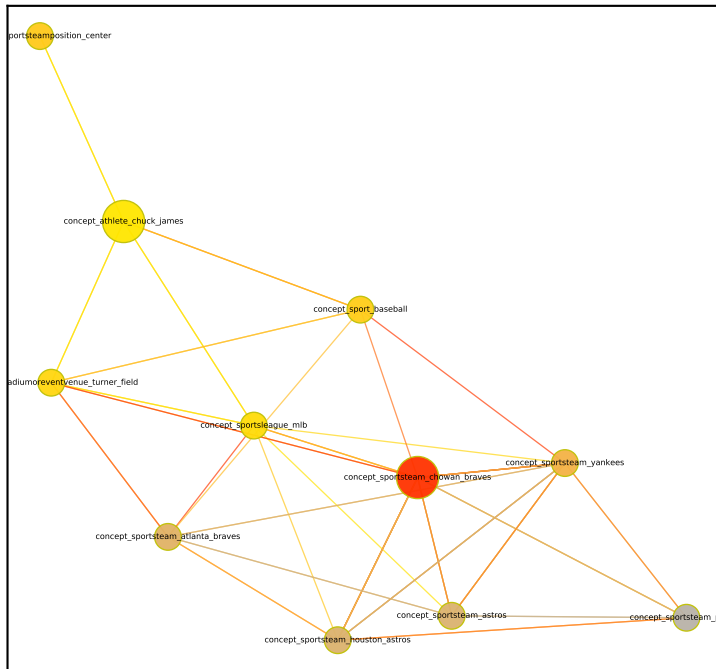 portsteamposition_center
concept_athlete_chuck_james
concept_sport_baseball
adiumoreventvenue_turner_field
concept_sportsleague_mlb
concept_sportsteam_yankees
concept_sportsteam_chowan_braves
concept_sportsteam_atlanta_braves
concept_sportsteam_astros
concept_sportsteam_
concept_sportsteam_houston_astros